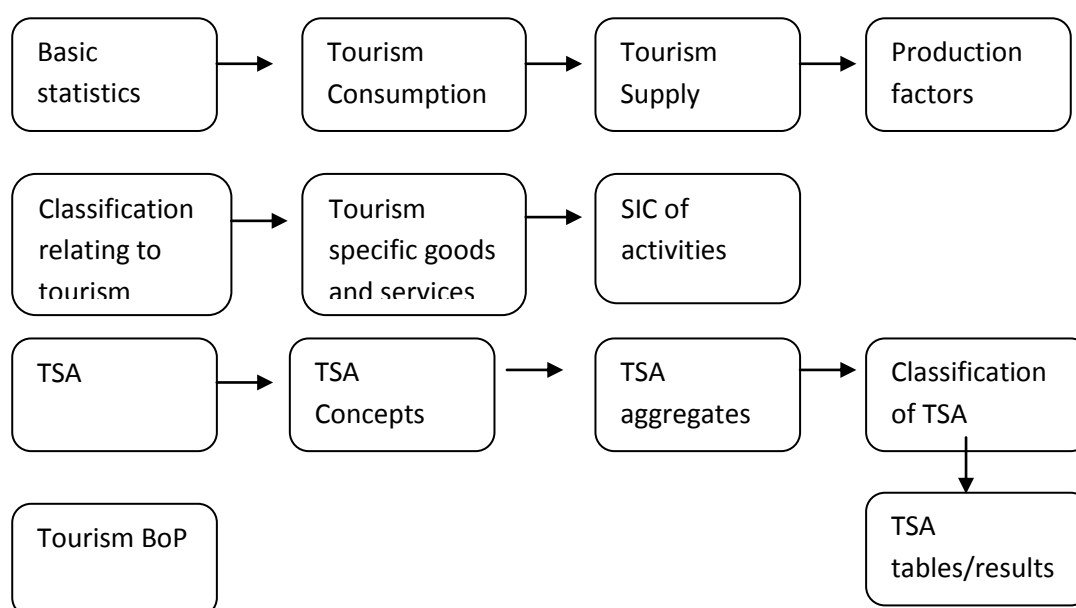 Basic
statistics
Tourism
Consumption
Tourism
Supply
Production
factors
Classification
relating to
tourism
Tourism
specific goods
and services
SIC of
activities
TSA
TSA
Concepts
TSA
aggregates
Classification
of TSA
Tourism BoP
TSA
tables/results